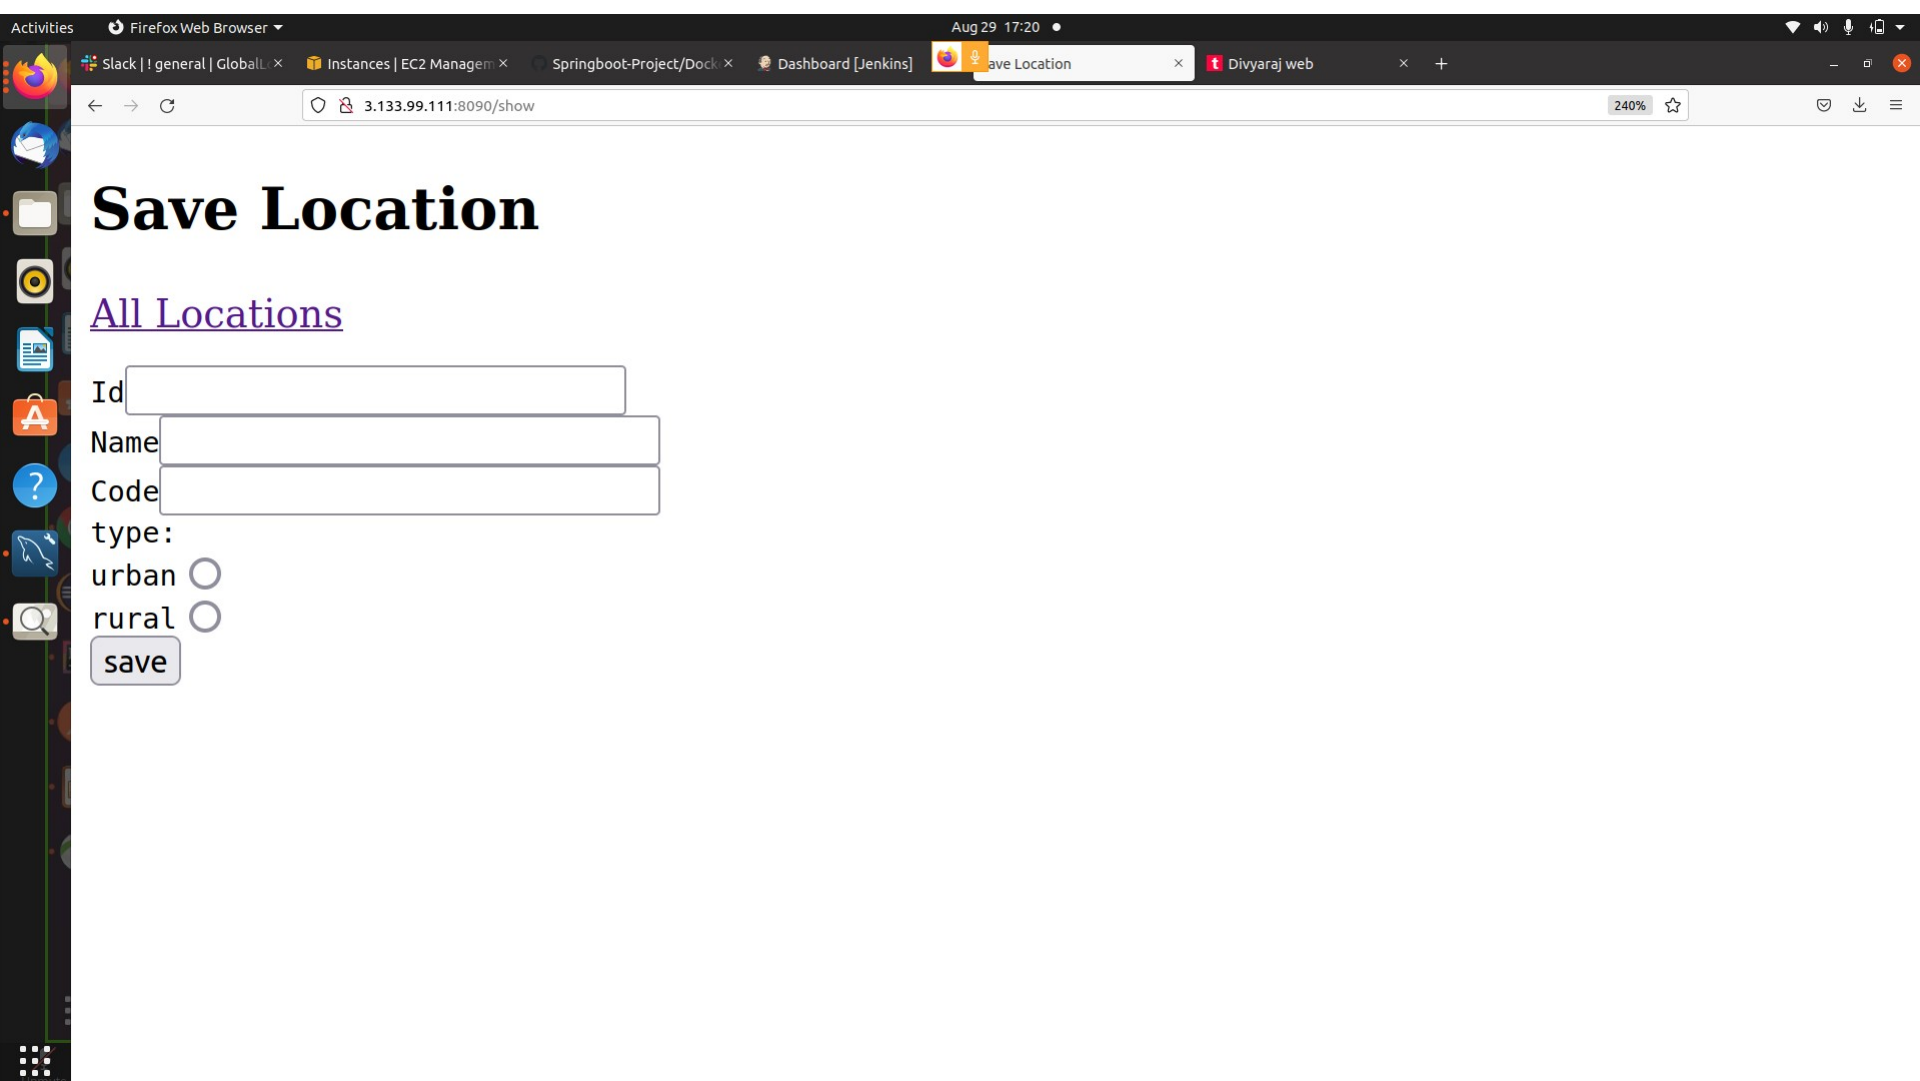 Activities
Firefox Web Browser
Aug 29 17:20
Slack | ! general | GlobalL
Instances | EC2 Managem
Springboot-Project/Dock
Dashboard [Jenkins]
ave Location
Divyaraj web
3.133.99.111:8090/show
240%
Save Location
All Locations
Id
Name
Code
type:
urban
rural
save